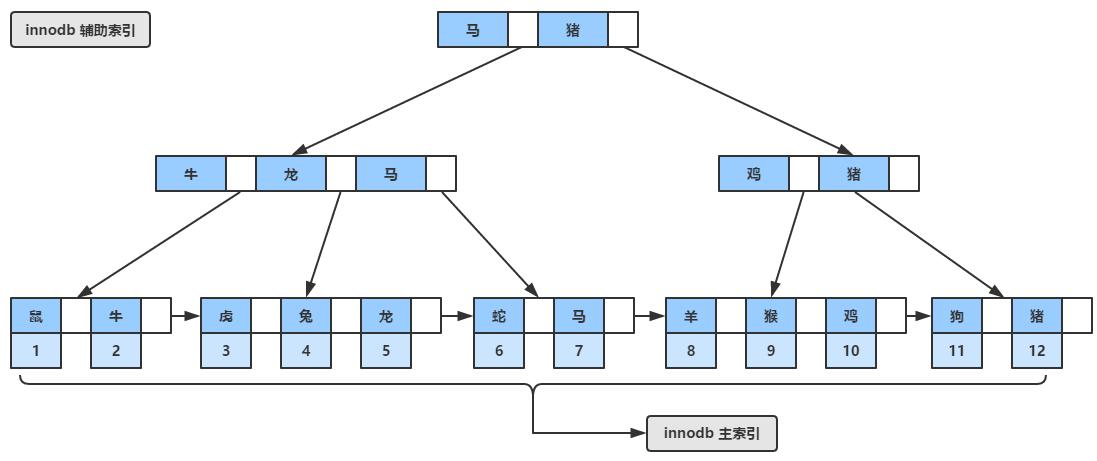 innodb 辅助索引
马 猪
牛 龙 马 鸡 猪
鼠 牛 虎 兔 龙 蛇 马 羊 猴 鸡 狗 猪
1 2 3 4 5 6 7 8 9 10 11 12
innodb 主索引